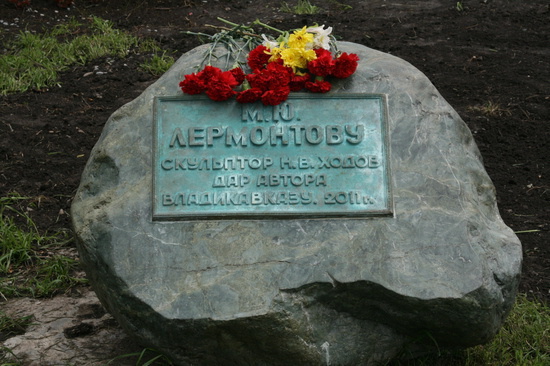 М.Ю.
ЛЕРМОНТОВУ
СКУЛЬПТОР Н.В. ХОДОВ
ДАР АВТОРА
ВЛАДИКАВКАЗУ. 2011г.